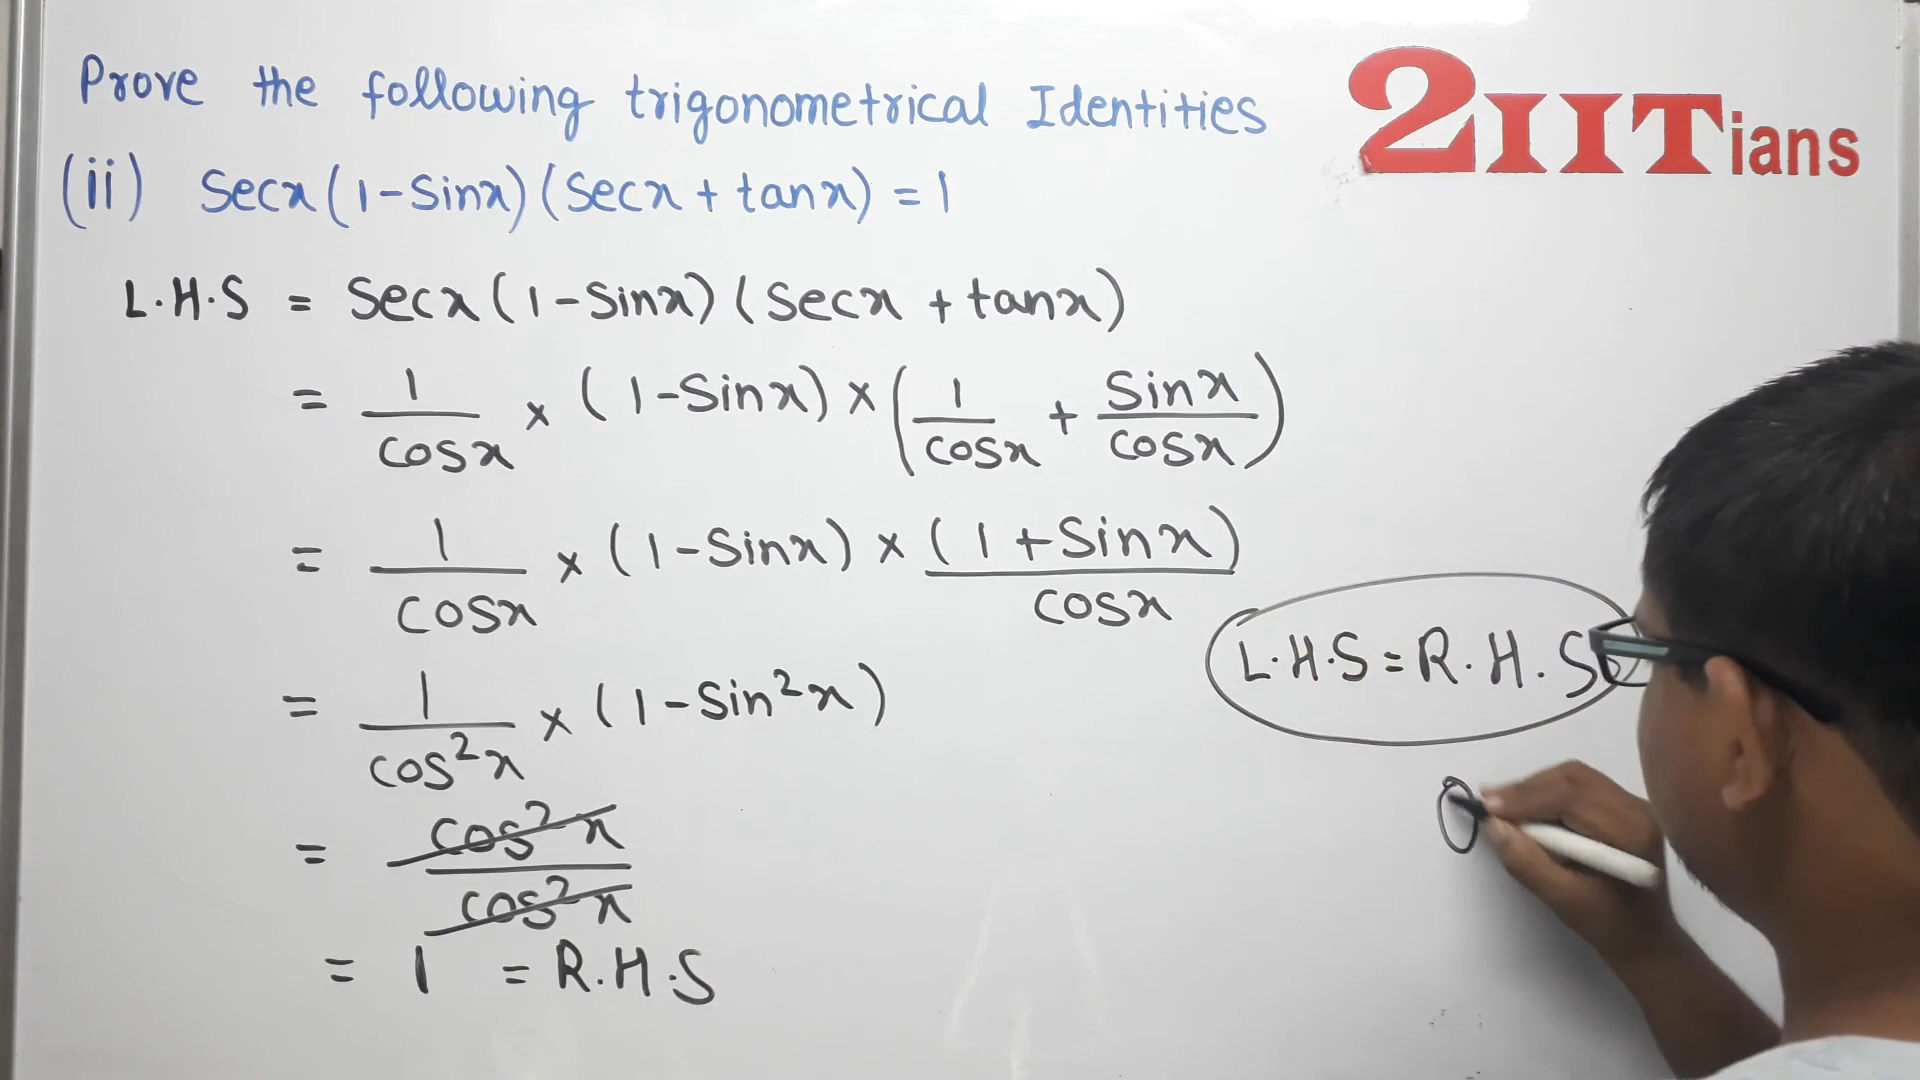 Prove the following trigonometrical Identities
2IITians
(ii) Secx(1-Sinx)(Secx+tanx)=1
L.H.S = Secx(1-Sinx)(Secx+tanx)
= 1/cosx × (1-Sinx) × (1/cosx + Sinx/cosx)
= 1/cosx × (1-Sinx) × (1+Sinx)/cosx
L.H.S=R.H.S
= 1/cos²x × (1-Sin²x)
= cos²x/cos²x
= 1 = R.H.S